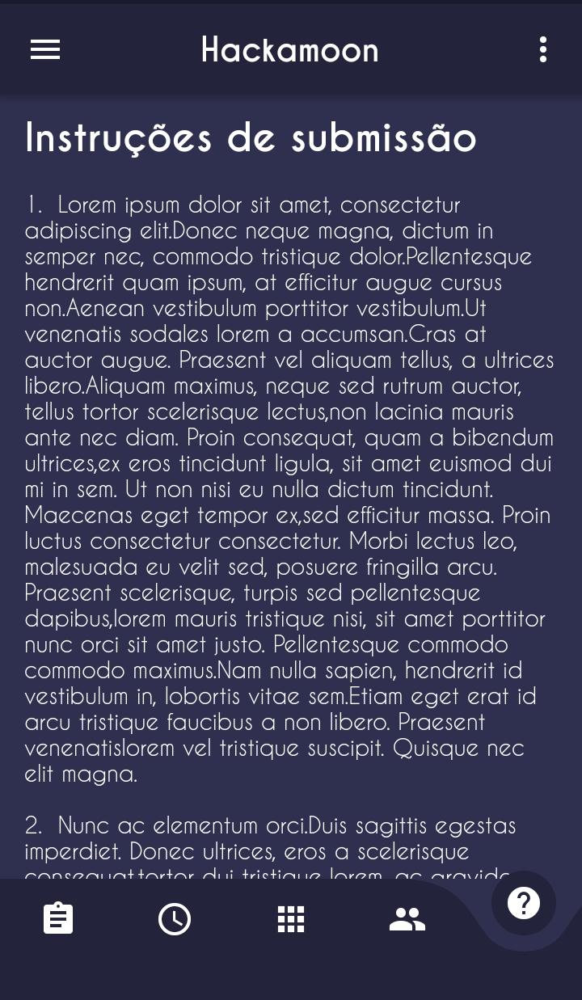 Hackamoon
Instruções de submissão
1. Lorem ipsum dolor sit amet, consectetur
adipiscing elit.Donec neque magna, dictum in
semper nec, commodo tristique dolor.Pellentesque
hendrerit quam ipsum, at efficitur augue cursus
non.Aenean vestibulum porttitor vestibulum.Ut
venenatis sodales lorem a accumsan.Cras at
auctor augue. Praesent vel aliquam tellus, a ultrices
libero.Aliquam maximus, neque sed rutrum auctor,
tellus tortor scelerisque lectus,non lacinia mauris
ante nec diam. Proin consequat, quam a bibendum
ultrices,ex eros tincidunt ligula, sit amet euismod dui
mi in sem. Ut non nisi eu nulla dictum tincidunt.
Maecenas eget tempor ex,sed efficitur massa. Proin
luctus consectetur consectetur. Morbi lectus leo,
malesuada eu velit sed, posuere fringilla arcu.
Praesent scelerisque, turpis sed pellentesque
dapibus,lorem mauris tristique nisi, sit amet porttitor
nunc orci sit amet justo. Pellentesque commodo
commodo maximus.Nam nulla sapien, hendrerit id
vestibulum in, lobortis vitae sem.Etiam eget erat id
arcu tristique faucibus a non libero. Praesent
venenatislorem vel tristique suscipit. Quisque nec
elit magna.
2. Nunc ac elementum orci.Duis sagittis egestas
imperdiet. Donec ultrices, eros a scelerisque
consequat,tortor dui tristique lorem, ac gravida